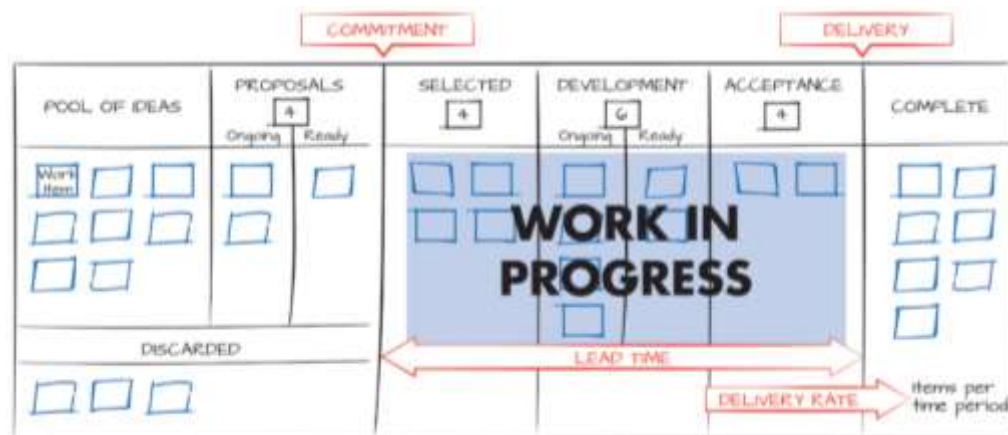 COMMITMENT
DELIVERY
POOL OF IDEAS
PROPOSALS
4
Ongoing
Ready
SELECTED
4
DEVELOPMENT
6
Ongoing
Ready
ACCEPTANCE
4
COMPLETE
Work
Item
WORK IN
PROGRESS
DISCARDED
LEAD TIME
DELIVERY RATE
Items per
time period